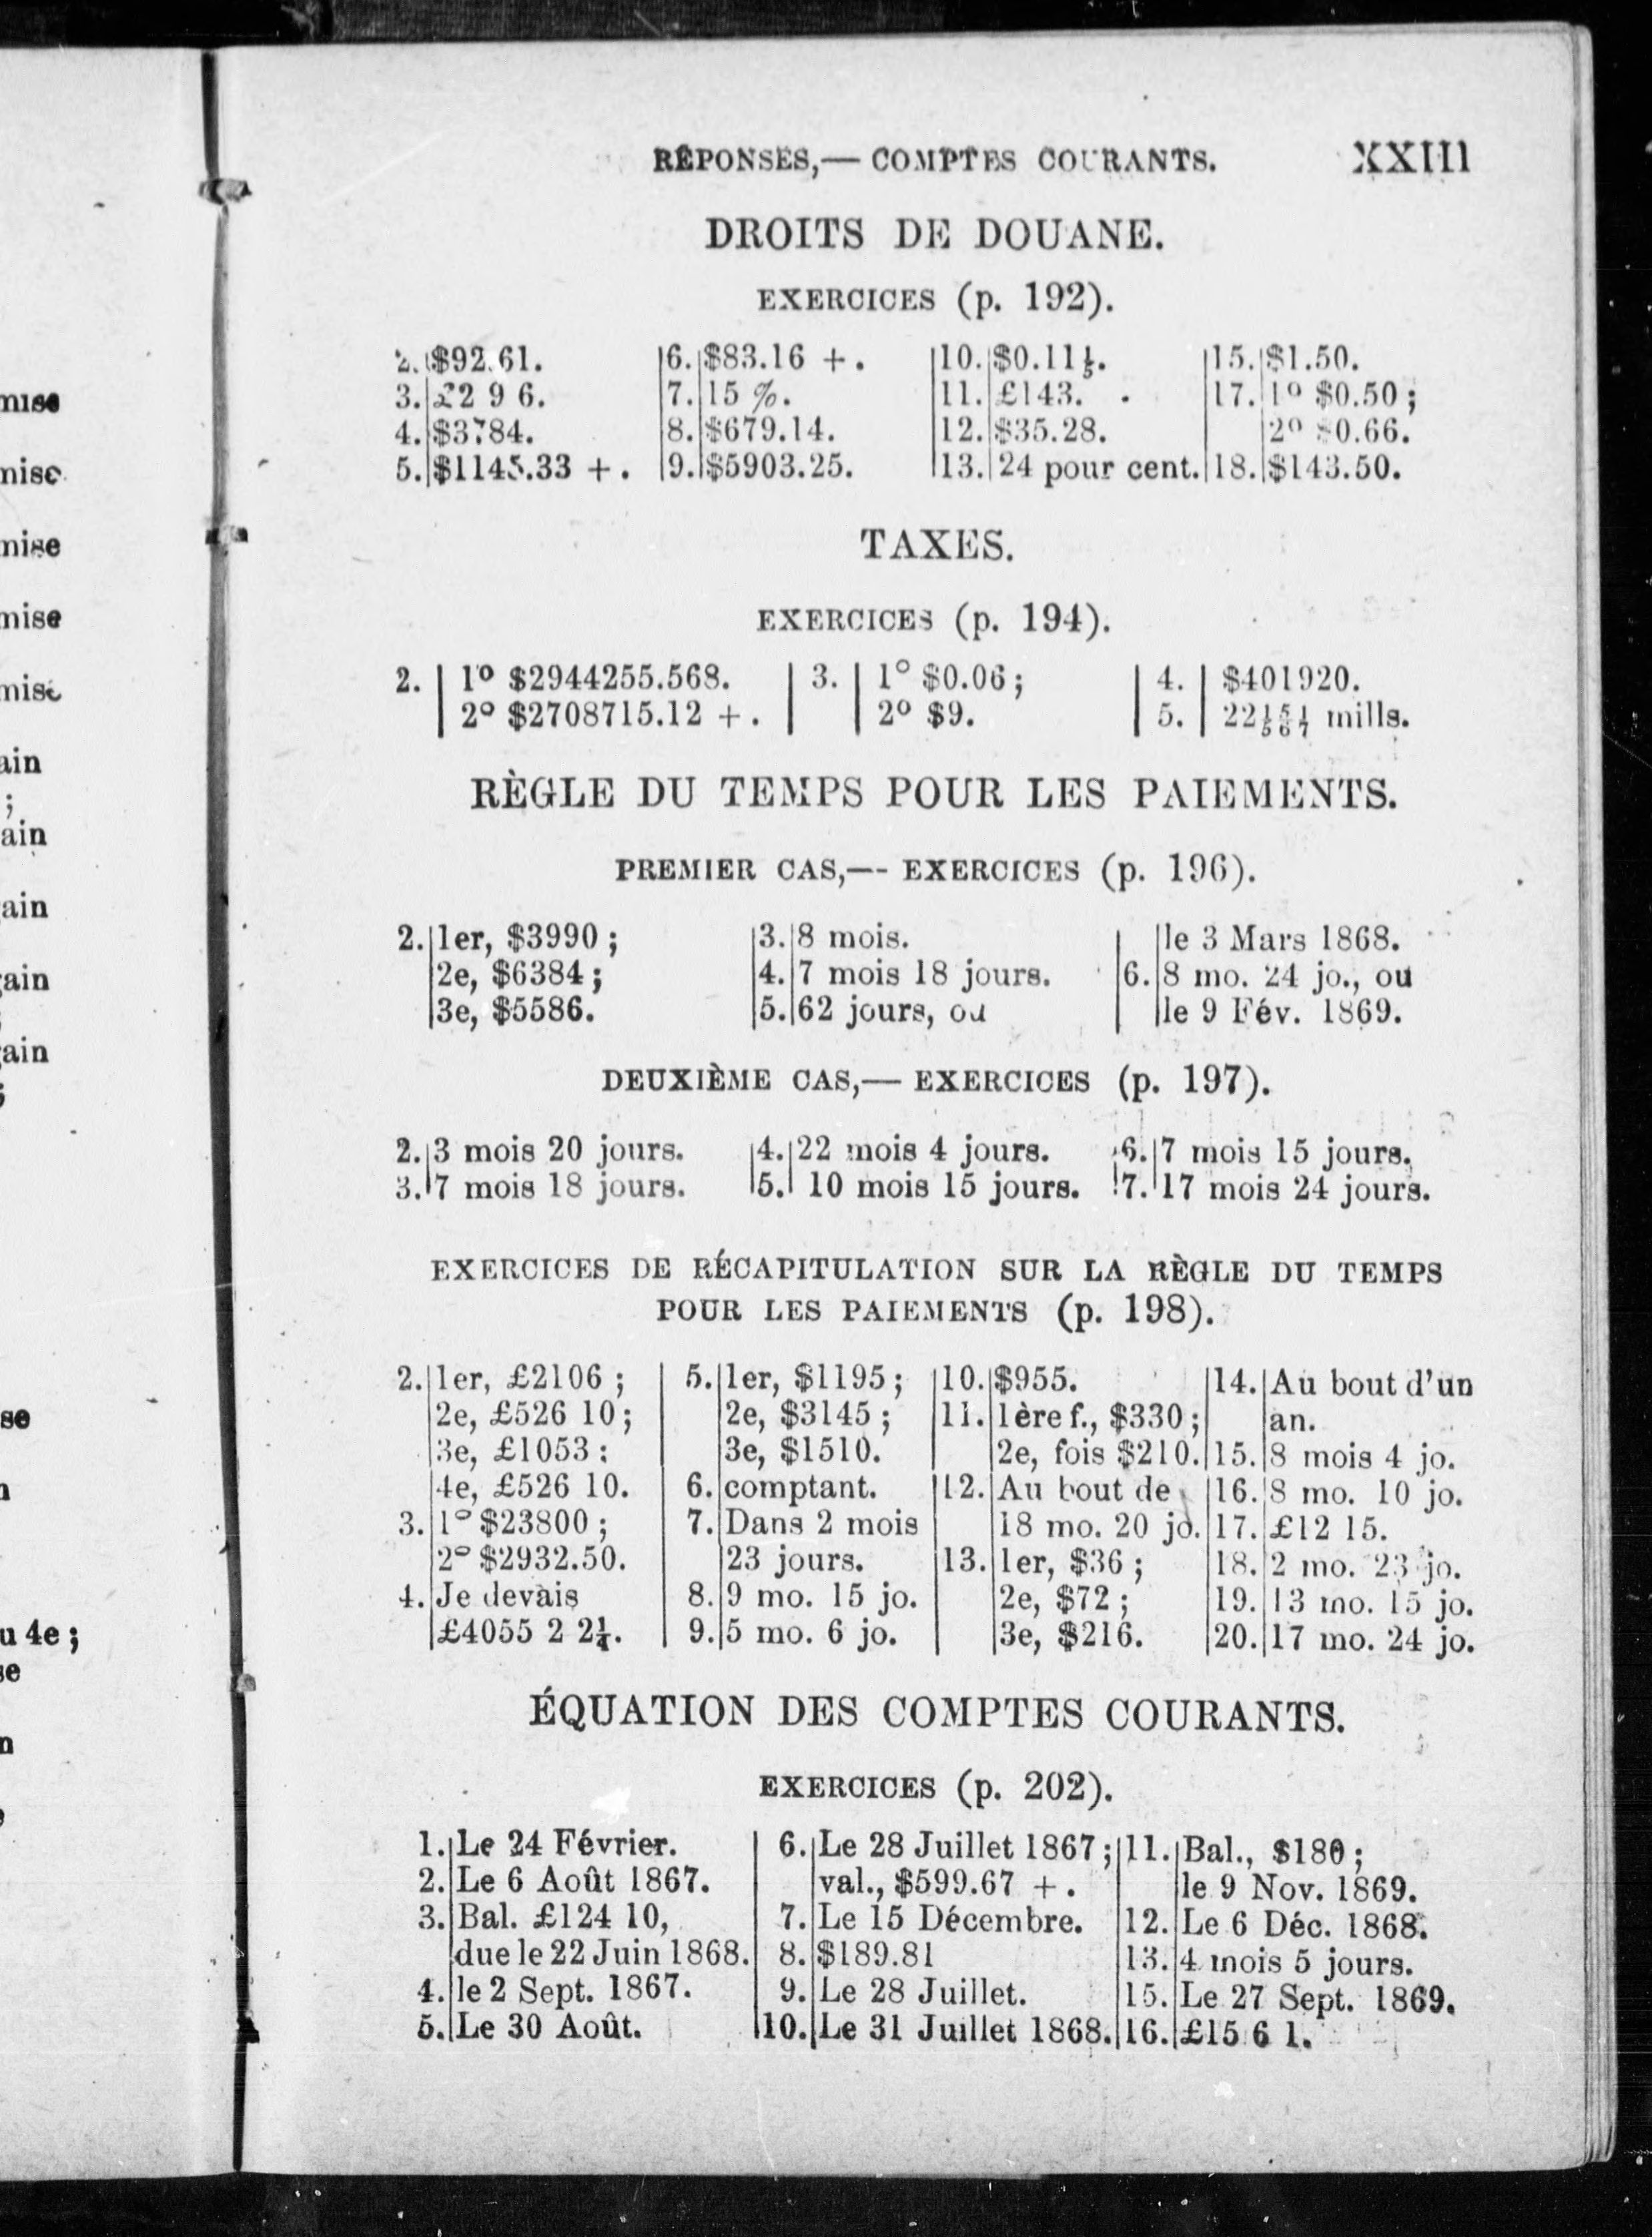 RÉPONSES,— COMPTES COURANTS. XXIII
DROITS DE DOUANE.
EXERCICES (p. 192).
2. $92.61. 6. $83.16 +. 10. $0.11⅕. 15. $1.50.
3. £2 9 6. 7. 15 %. 11. £143. 17. 1º $0.50;
4. $3784. 8. $679.14. 12. $35.28. 2º $0.66.
5. $1145.33 +. 9. $5903.25. 13. 24 pour cent. 18. $143.50.
TAXES.
EXERCICES (p. 194).
2. 1º $2944255.568. 3. 1º $0.06; 4. $401920.
2º $2708715.12 +. 2º $9. 5. mills.
RÈGLE DU TEMPS POUR LES PAIEMENTS.
PREMIER CAS,— EXERCICES (p. 196).
2. 1er, $3990; 3. 8 mois. le 3 Mars 1868.
2e, $6384; 4. 7 mois 18 jours. 6. 8 mo. 24 jo., ou
3e, $5586. 5. 62 jours, ou le 9 Fév. 1869.
DEUXIÈME CAS,— EXERCICES (p. 197).
2. 3 mois 20 jours. 4. 22 mois 4 jours. 6. 7 mois 15 jours.
3. 7 mois 18 jours. 5. 10 mois 15 jours. 7. 17 mois 24 jours.
EXERCICES DE RÉCAPITULATION SUR LA RÈGLE DU TEMPS
POUR LES PAIEMENTS (p. 198).
2. 1er, £2106; 5. 1er, $1195; 10. $955. 14. Au bout d'un
2e, £526 10; 2e, $3145; 11. 1ère f., $330; an.
3e, £1053: 3e, $1510. 2e, fois $210. 15. 8 mois 4 jo.
4e, £526 10. 6. comptant. 12. Au bout de 16. 8 mo. 10 jo.
3. 1º $23800; 7. Dans 2 mois 18 mo. 20 jo. 17. £12 15.
2º $2932.50. 23 jours. 13. 1er, $36; 18. 2 mo. 23 jo.
4. Je devais 8. 9 mo. 15 jo. 2e, $72; 19. 13 mo. 15 jo.
£4055 2 2¼. 9. 5 mo. 6 jo. 3e, $216. 20. 17 mo. 24 jo.
ÉQUATION DES COMPTES COURANTS.
EXERCICES (p. 202).
1. Le 24 Février. 6. Le 28 Juillet 1867; 11. Bal., $180;
2. Le 6 Août 1867. val., $599.67 +. le 9 Nov. 1869.
3. Bal. £124 10, 7. Le 15 Décembre. 12. Le 6 Déc. 1868.
due le 22 Juin 1868. 8. $189.81 13. 4 mois 5 jours.
4. le 2 Sept. 1867. 9. Le 28 Juillet. 15. Le 27 Sept. 1869.
5. Le 30 Août. 10. Le 31 Juillet 1868. 16. £15 6 1.